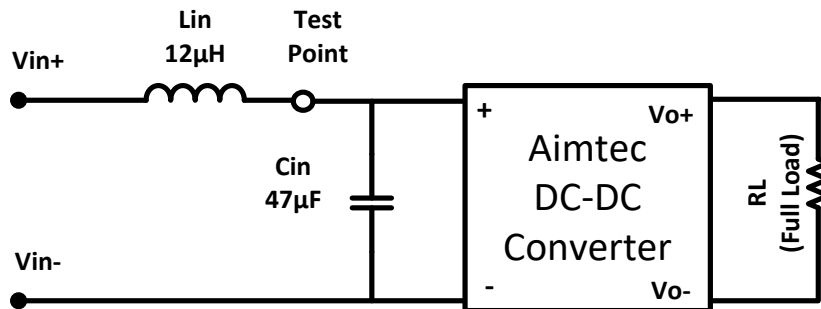 Lin
12µH
Test
Point
Vin+
Cin
47µF
Vin-
+
-
Aimtec
DC-DC
Converter
Vo+
Vo-
RL
(Full Load)